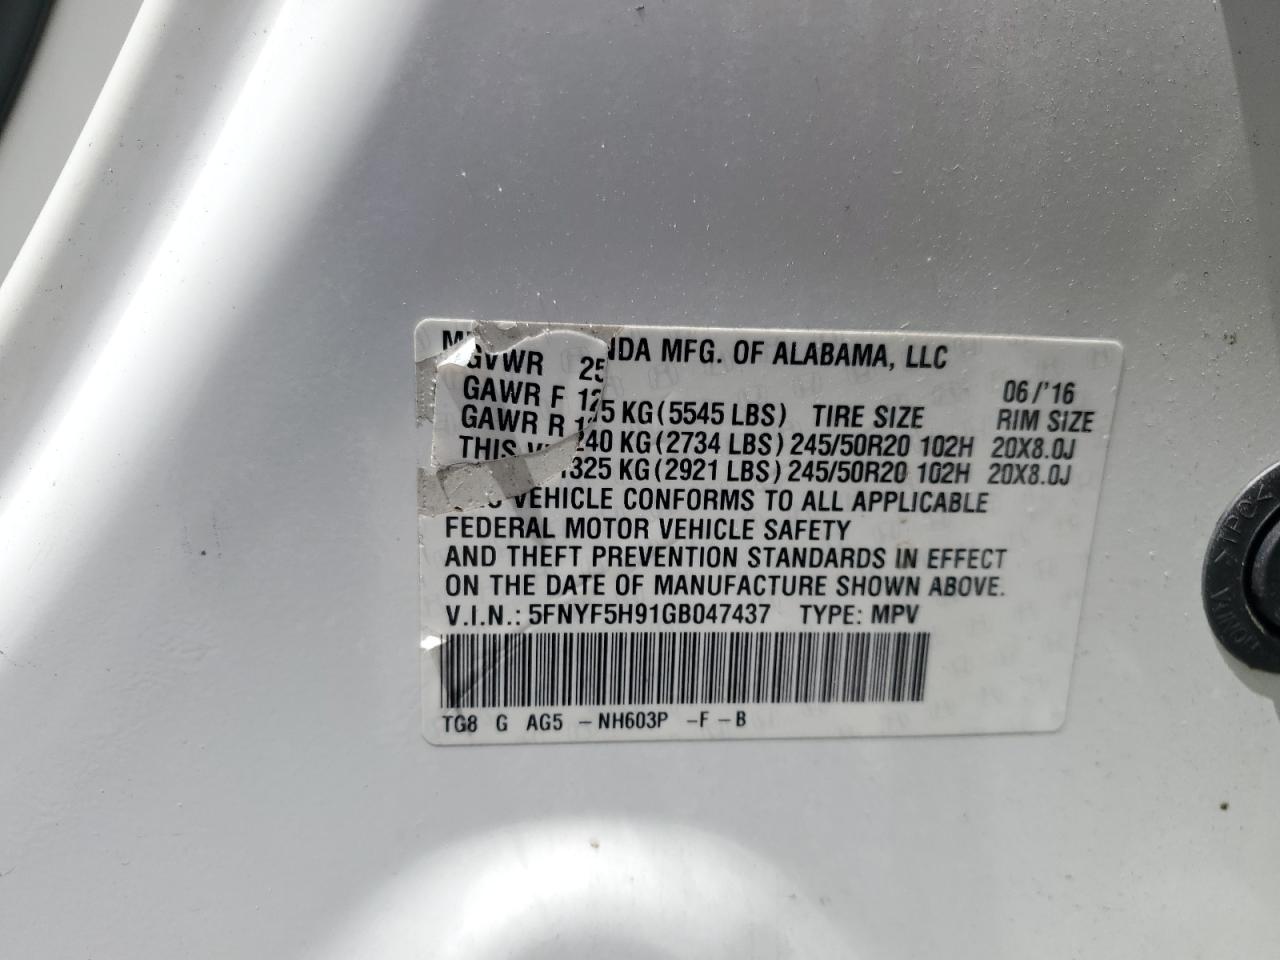 MFG. OF ALABAMA, LLC
06/'16
GVWR 25 5 KG (5545 LBS) TIRE SIZE RIM SIZE
GAWR F 12 240 KG (2734 LBS) 245/50R20 102H 20X8.0J
GAWR R 1325 KG (2921 LBS) 245/50R20 102H 20X8.0J
THIS
VEHICLE CONFORMS TO ALL APPLICABLE
FEDERAL MOTOR VEHICLE SAFETY
AND THEFT PREVENTION STANDARDS IN EFFECT
ON THE DATE OF MANUFACTURE SHOWN ABOVE.
V.I.N.: 5FNYF5H91GB047437 TYPE: MPV
TG8 G AG5 -NH603P -F -B